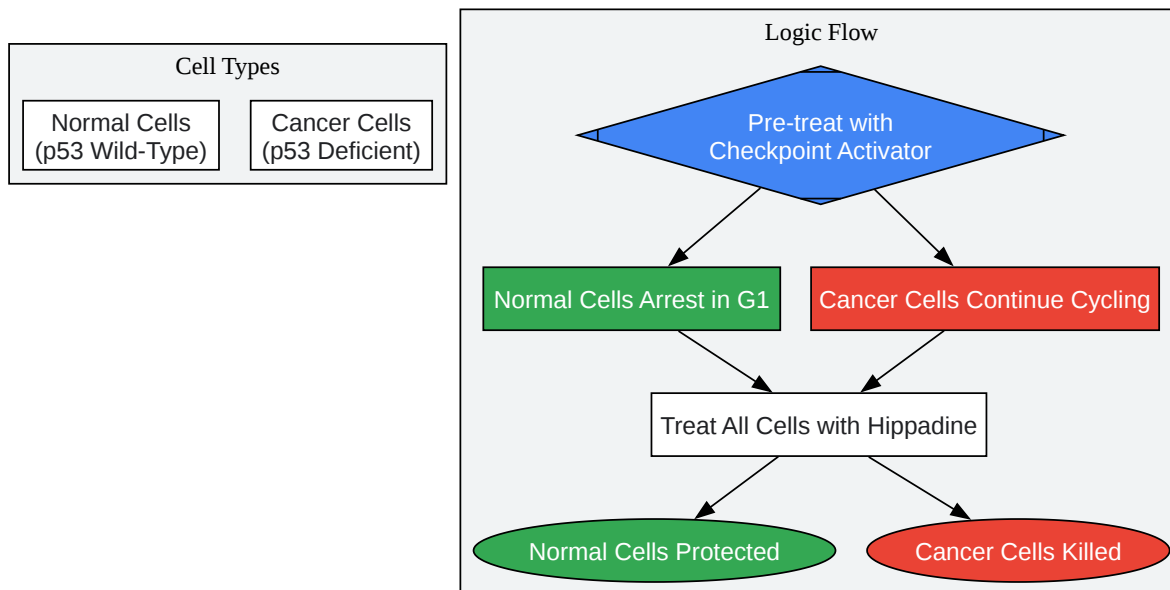 Cell Types
Normal Cells
(p53 Wild-Type)
Cancer Cells
(p53 Deficient)
Logic Flow
Pre-treat with
Checkpoint Activator
Normal Cells Arrest in G1
Cancer Cells Continue Cycling
Treat All Cells with Hippadine
Normal Cells Protected
Cancer Cells Killed